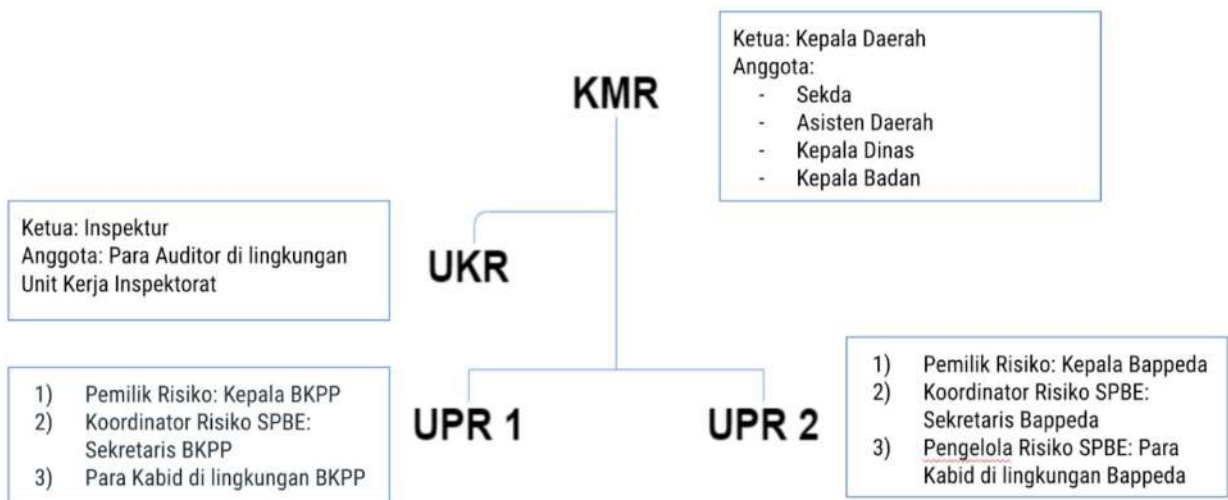 KMR
Ketua: Kepala Daerah
Anggota:
- Sekda
- Asisten Daerah
- Kepala Dinas
- Kepala Badan
Ketua: Inspektur
Anggota: Para Auditor di lingkungan
Unit Kerja Inspektorat
UKR
1) Pemilik Risiko: Kepala BKPP
2) Koordinator Risiko SPBE:
Sekretaris BKPP
3) Para Kabid di lingkungan BKPP
UPR 1
UPR 2
1) Pemilik Risiko: Kepala Bappeda
2) Koordinator Risiko SPBE:
Sekretaris Bappeda
3) Pengelola Risiko SPBE: Para
Kabid di lingkungan Bappeda